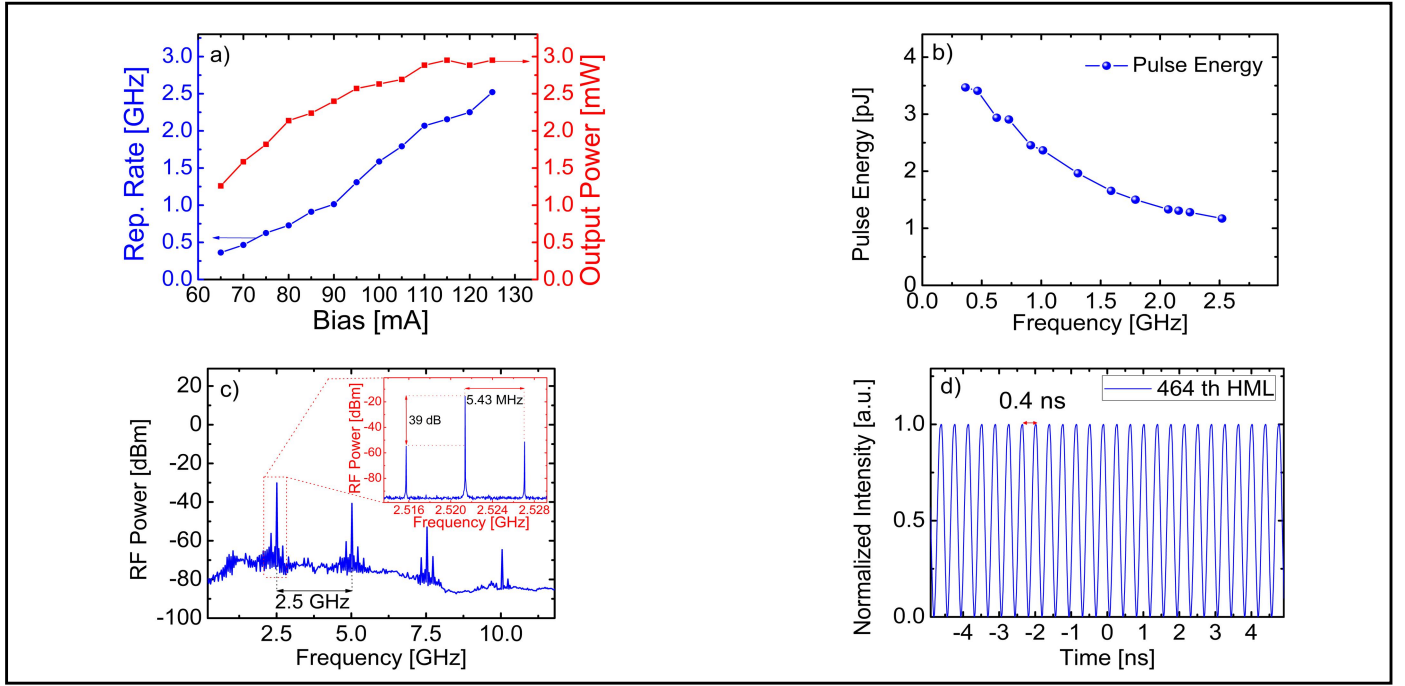 a)
Rep. Rate [GHz]
3.0
2.5
2.0
1.5
1.0
0.5
0.0
Output Power [mW]
3.0
2.5
2.0
1.5
1.0
0.5
0.0
60 70 80 90 100 110 120 130
Bias [mA]
b)
Pulse Energy
Pulse Energy [pJ]
4
3
2
1
0
0.0 0.5 1.0 1.5 2.0 2.5
Frequency [GHz]
c)
RF Power [dBm]
20
0
-20
-40
-60
-80
-100
2.5 GHz
2.5 5.0 7.5 10.0
Frequency [GHz]
RF Power [dBm]
-20
-40
-60
-80
5.43 MHz
39 dB
2.516 2.520 2.524 2.528
Frequency [GHz]
d)
464 th HML
0.4 ns
Normalized Intensity [a.u.]
1.0
0.5
0.0
-4 -3 -2 -1 0 1 2 3 4
Time [ns]